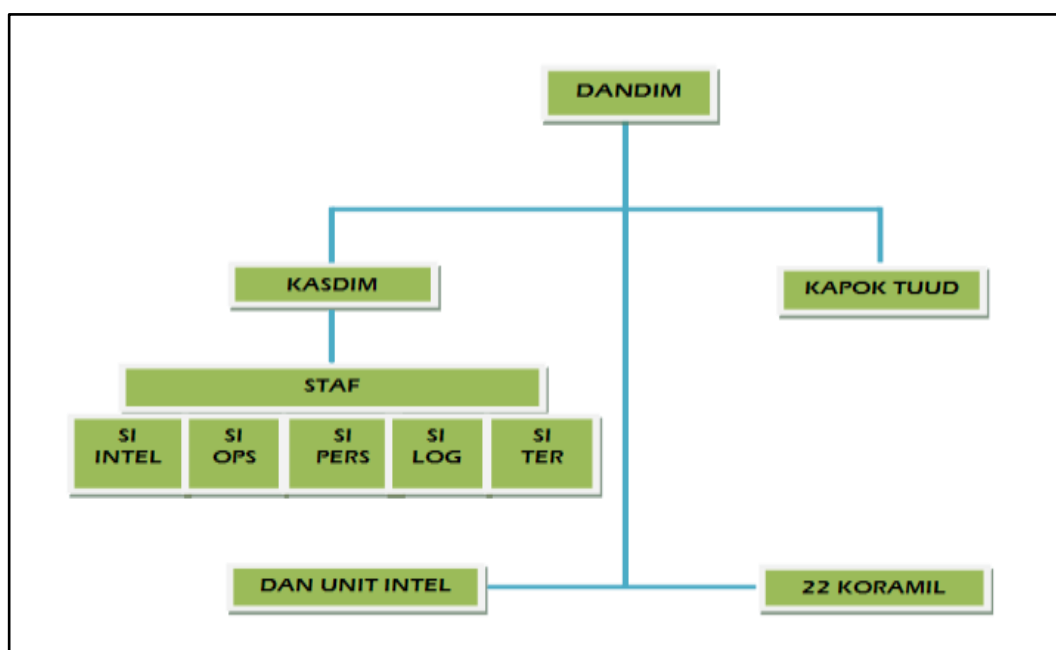 DANDIM
KASDIM
KAPOK TUUD
STAF
SI
INTEL
SI
OPS
SI
PERS
SI
LOG
SI
TER
DAN UNIT INTEL
22 KORAMIL